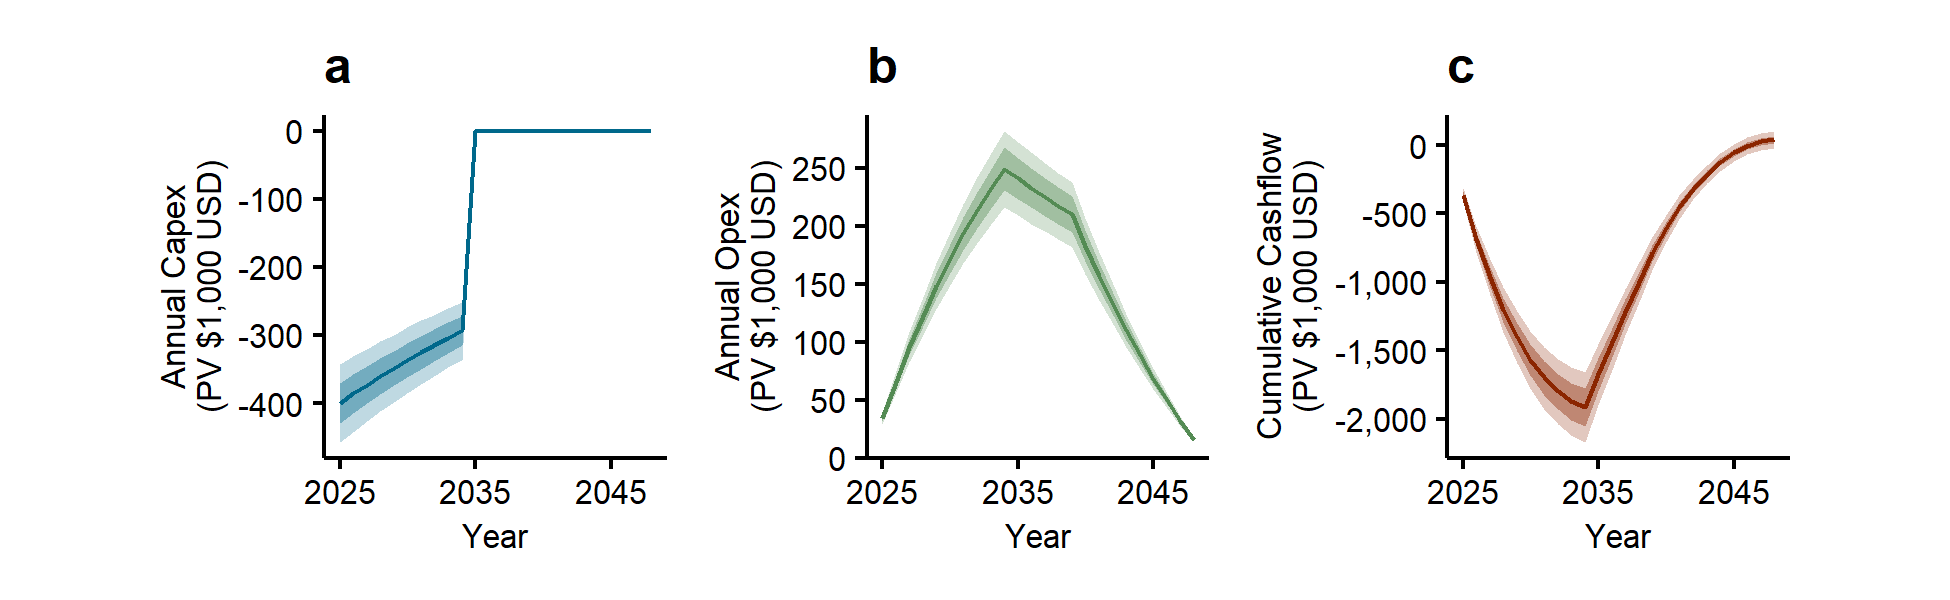 a
0
-100
-200
-300
-400
Annual Capex
(PV $1,000 USD)
2025 2035 2045
Year
b
250
200
150
100
50
0
Annual Opex
(PV $1,000 USD)
2025 2035 2045
Year
c
0
-500
-1,000
-1,500
-2,000
Cumulative Cashflow
(PV $1,000 USD)
2025 2035 2045
Year